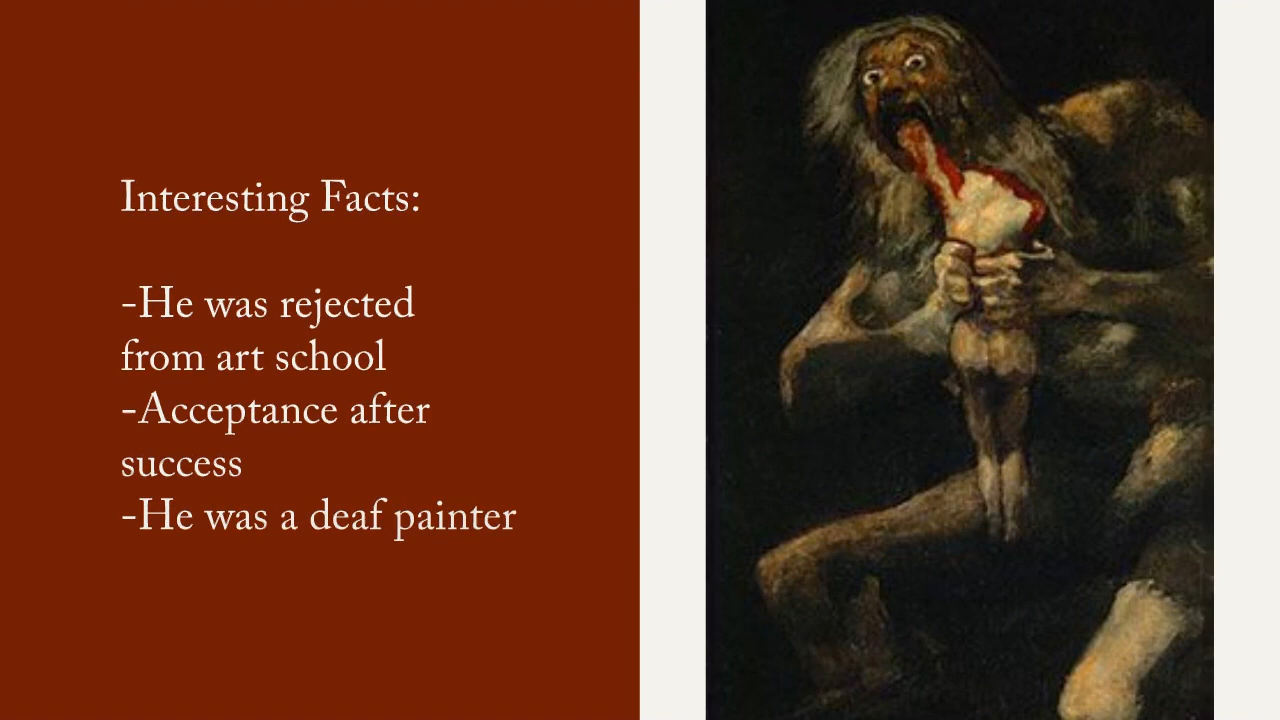 Interesting Facts:
-He was rejected
from art school
-Acceptance after
success
-He was a deaf painter